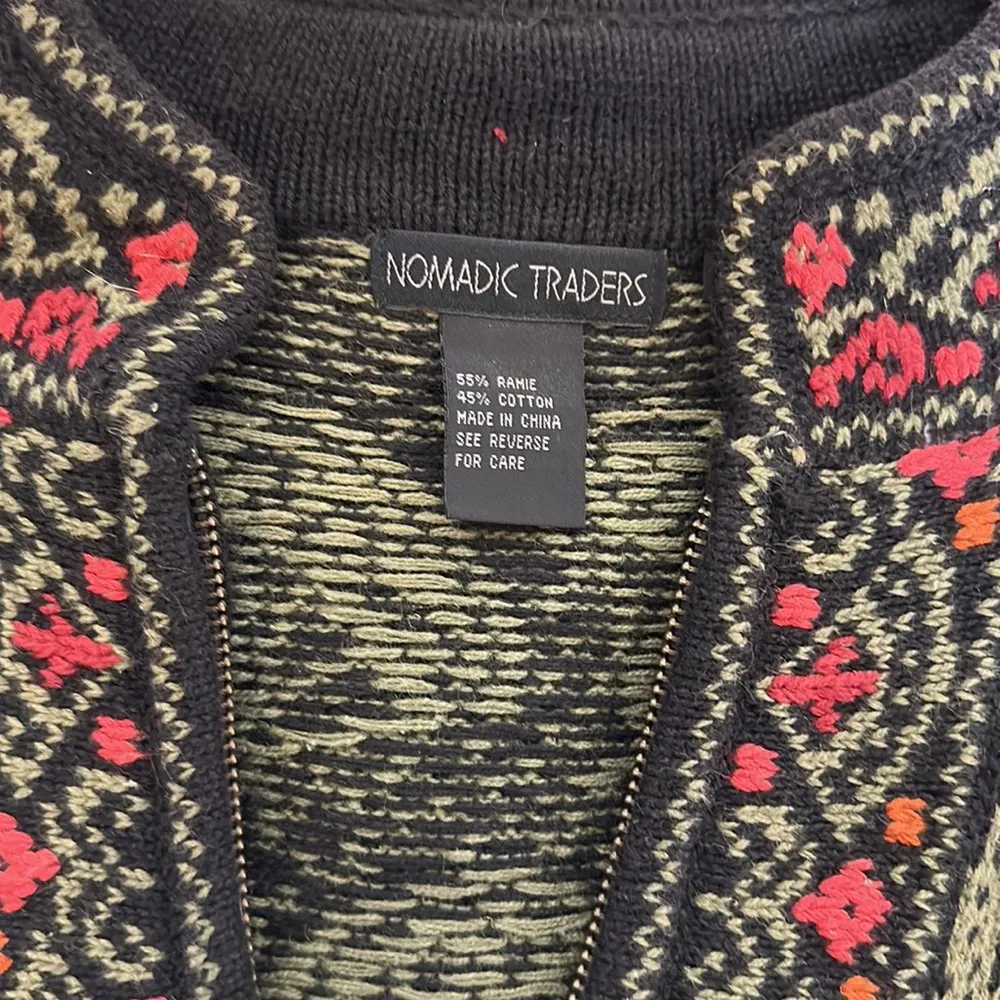 NOMADIC TRADERS
55% RAMIE
45% COTTON
MADE IN CHINA
SEE REVERSE
FOR CARE